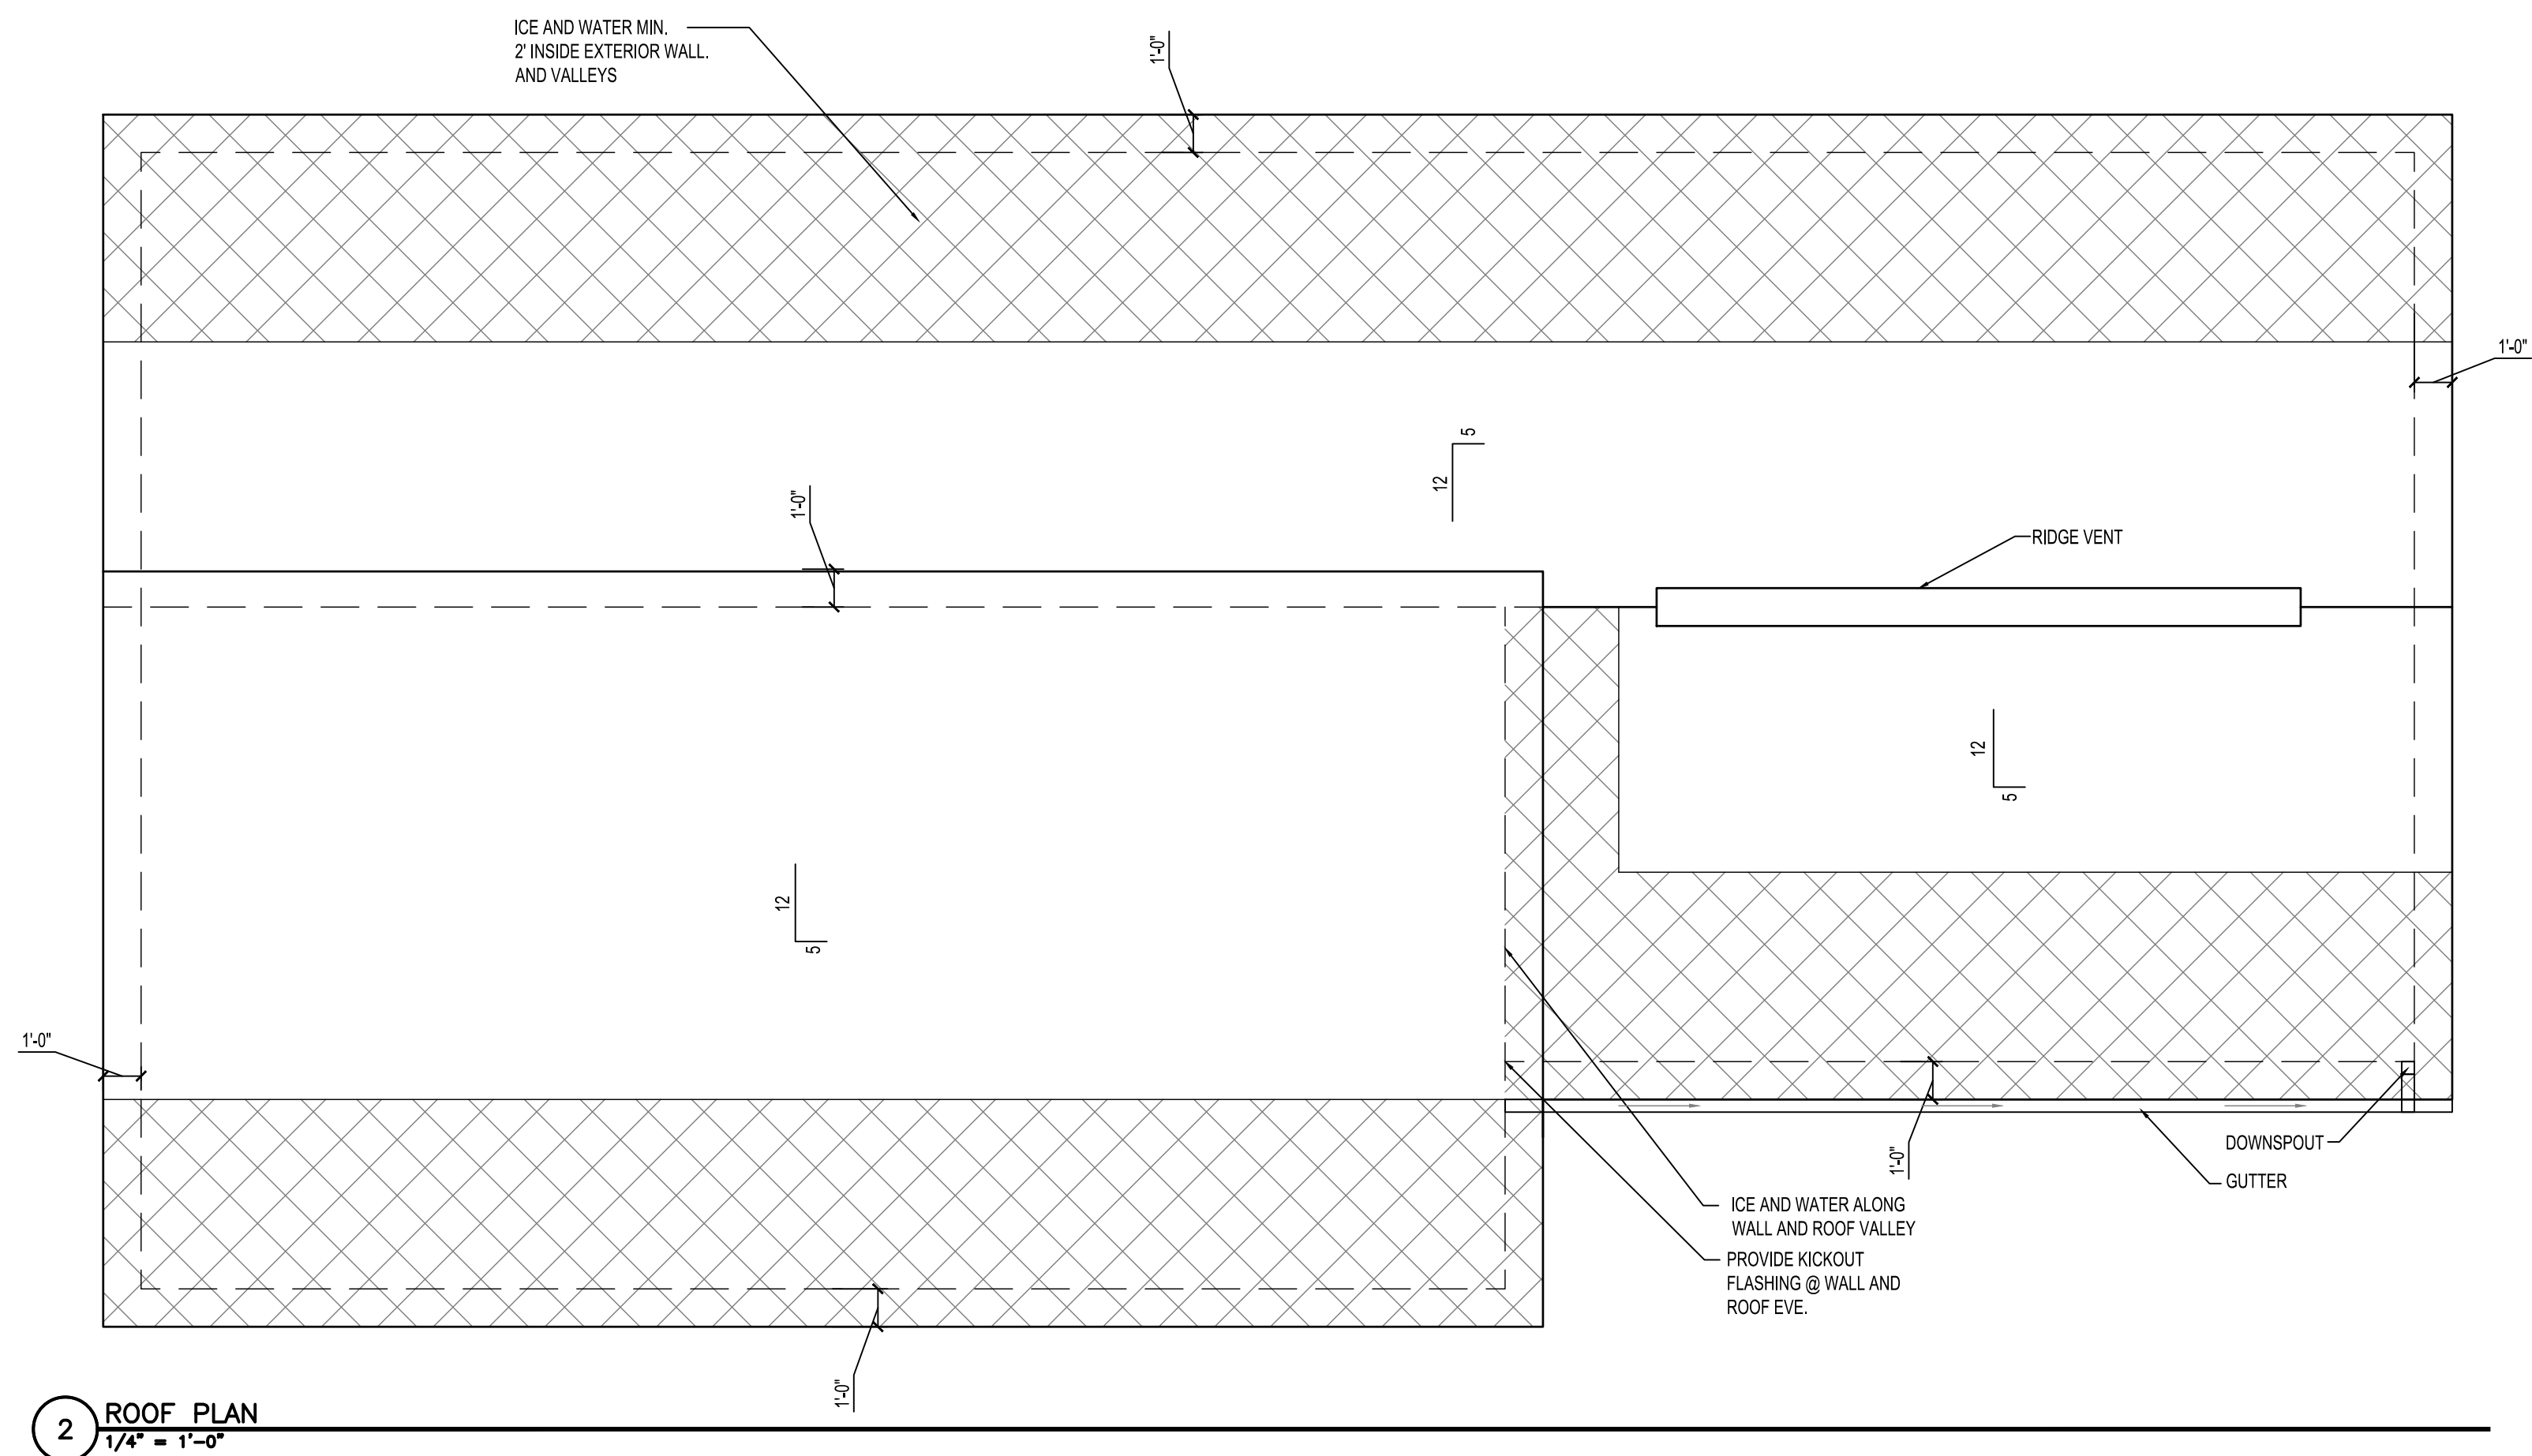 ICE AND WATER MIN.
2' INSIDE EXTERIOR WALL.
AND VALLEYS
1'-0"
1'-0"
5
12
1'-0"
RIDGE VENT
12
5
12
5
1'-0"
DOWNSPOUT
1'-0"
GUTTER
ICE AND WATER ALONG
WALL AND ROOF VALLEY
PROVIDE KICKOUT
FLASHING @ WALL AND
ROOF EVE.
1'-0"
2
ROOF PLAN
1/4" = 1'-0"